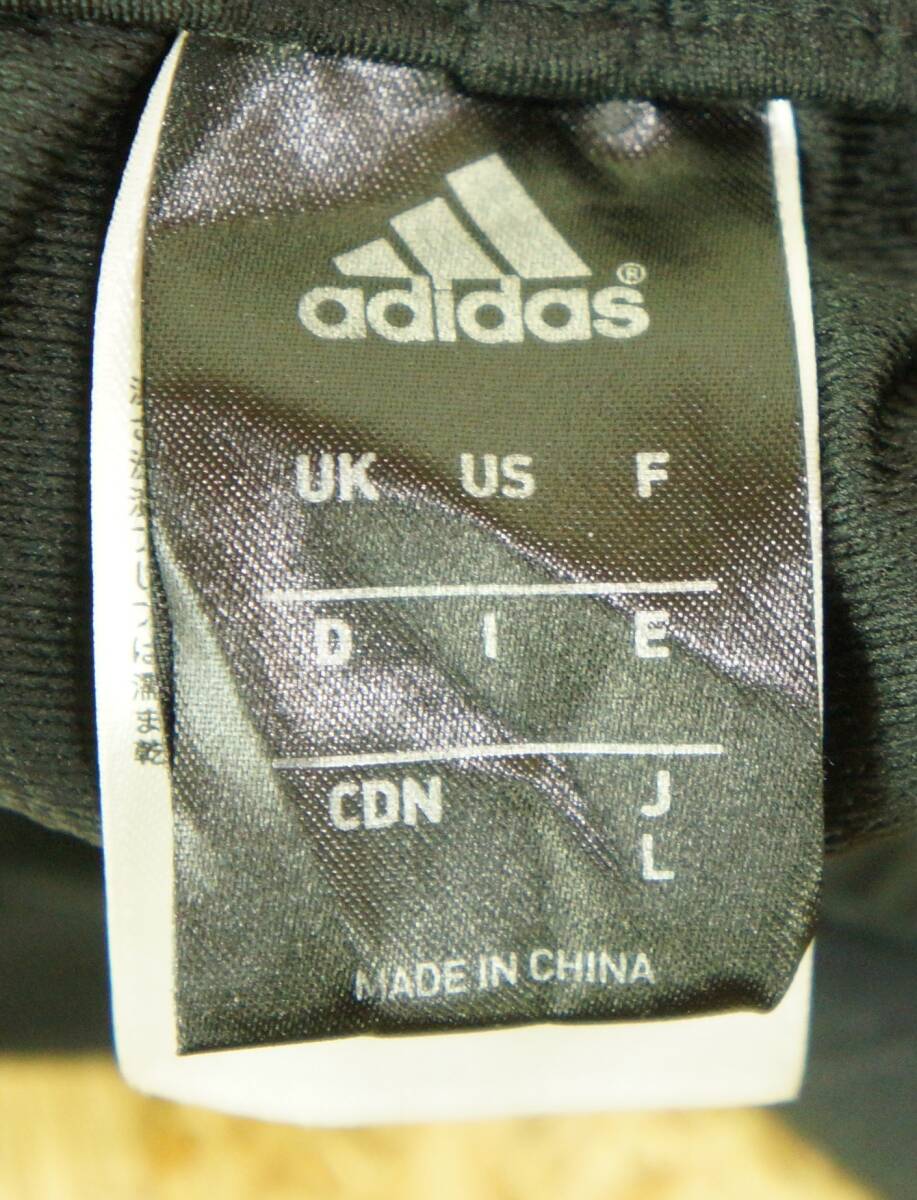 adidas®
UK US F
D I E
CDN J
L
MADE IN CHINA